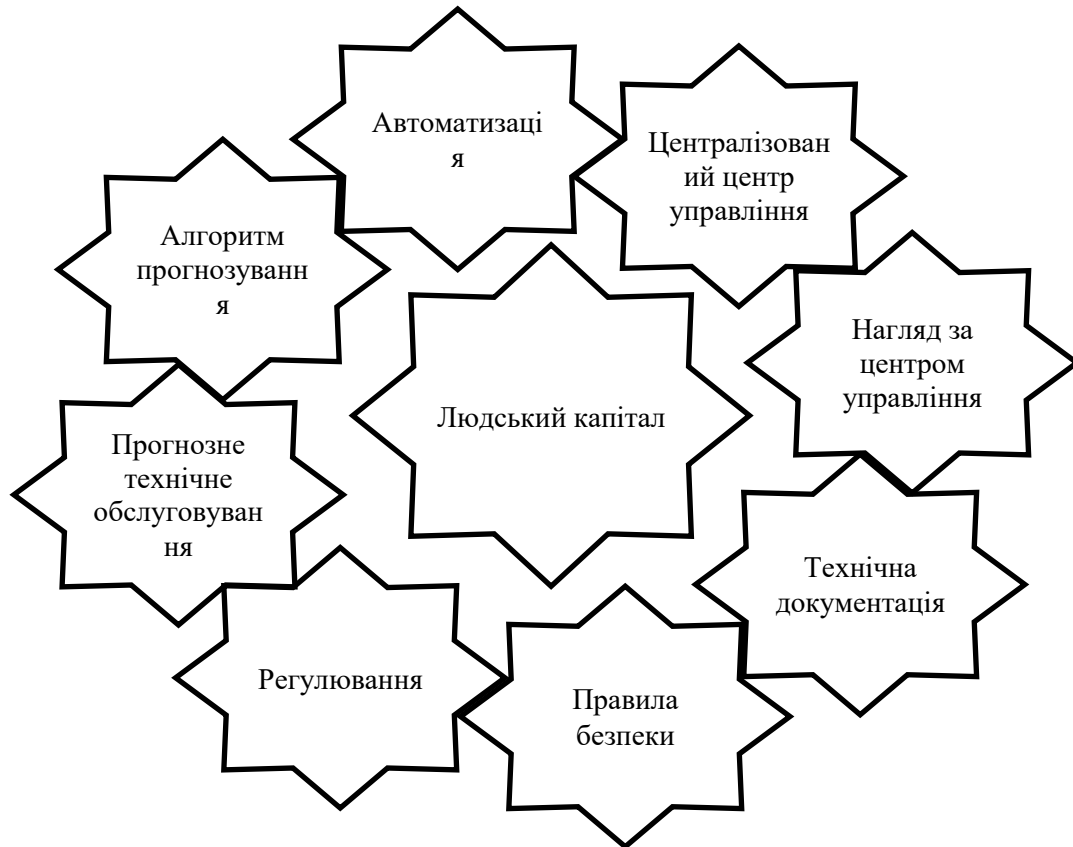 Автоматизаці
я
Централізован
ий центр
управління
Алгоритм
прогнозуванн
я
Нагляд за
центром
управління
Людський капітал
Прогнозне
технічне
обслуговуван
ня
Технічна
документація
Регулювання
Правила
безпеки